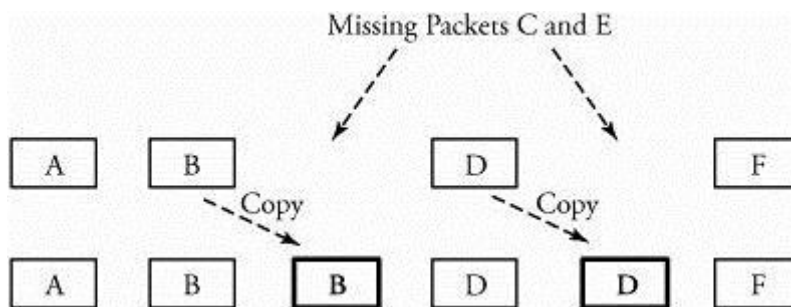 Missing Packets C and E
A B D F
Copy Copy
A B B D D F